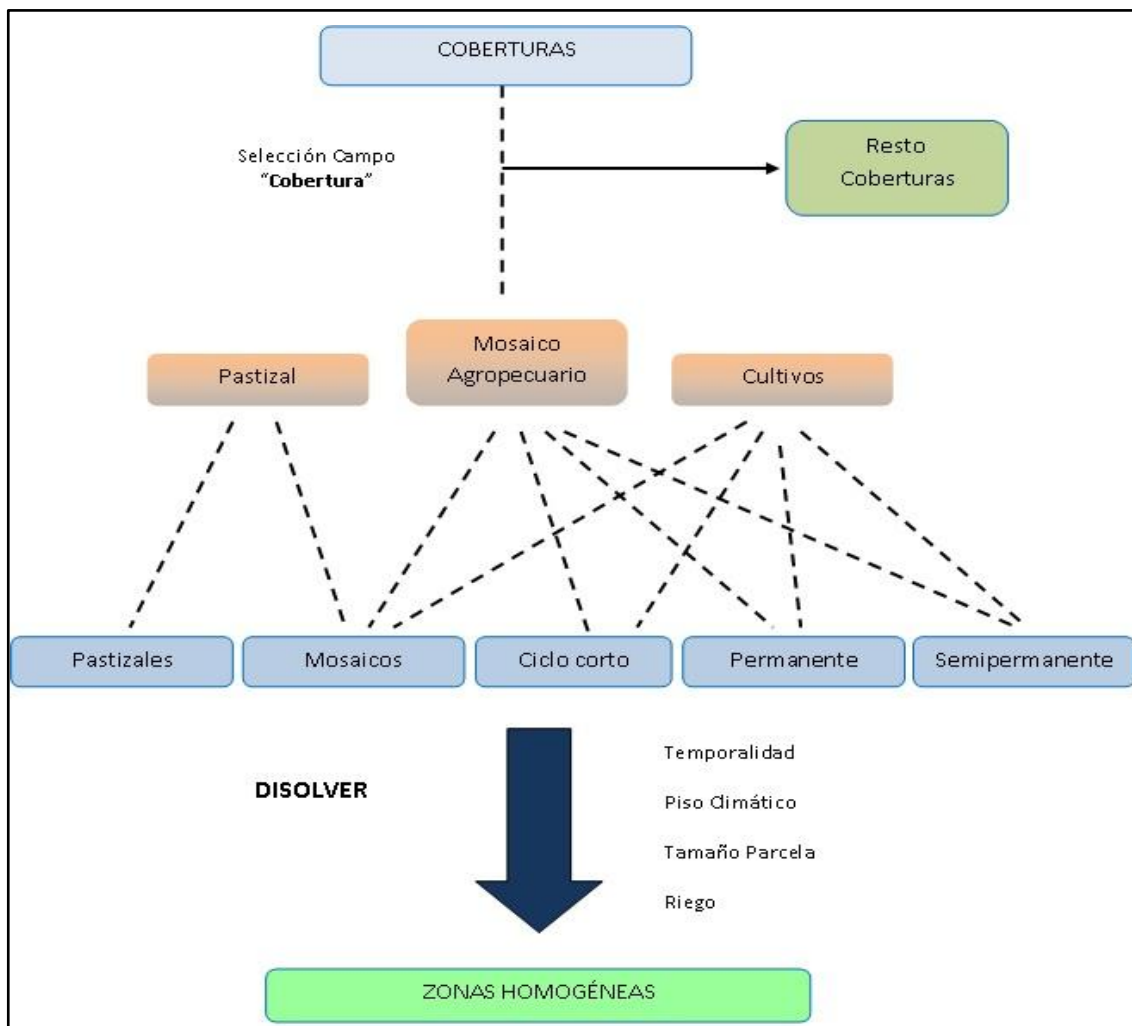 COBERTURAS
Selección Campo
"Cobertura"
Resto
Coberturas
Pastizal
Mosaico
Agropecuario
Cultivos
Pastizales
Mosaicos
Ciclo corto
Permanente
Semipermanente
DISOLVER
Temporalidad
Piso Climático
Tamaño Parcela
Riego
ZONAS HOMOGÉNEAS